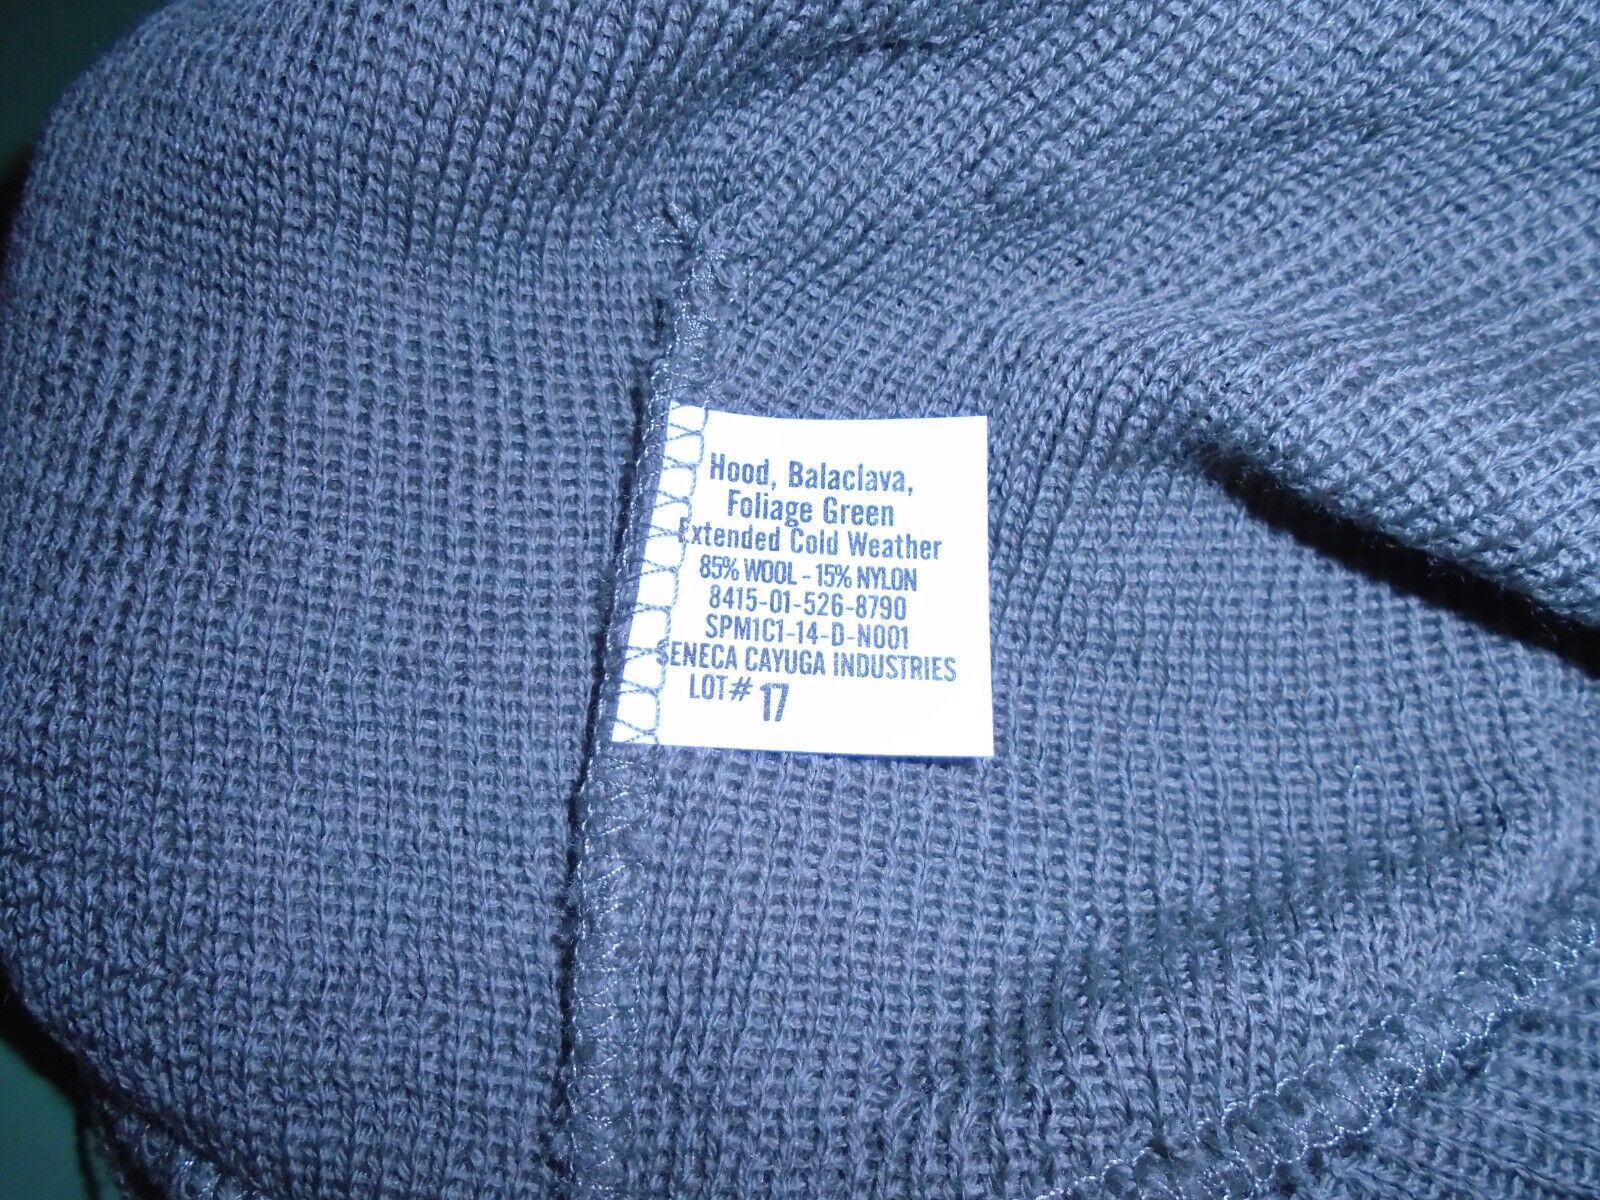 Hood, Balaclava,
Foliage Green
Extended Cold Weather
85% WOOL - 15% NYLON
8415-01-526-8790
SPM1C1-14-D-N001
SENECA CAYUGA INDUSTRIES
LOT# 17